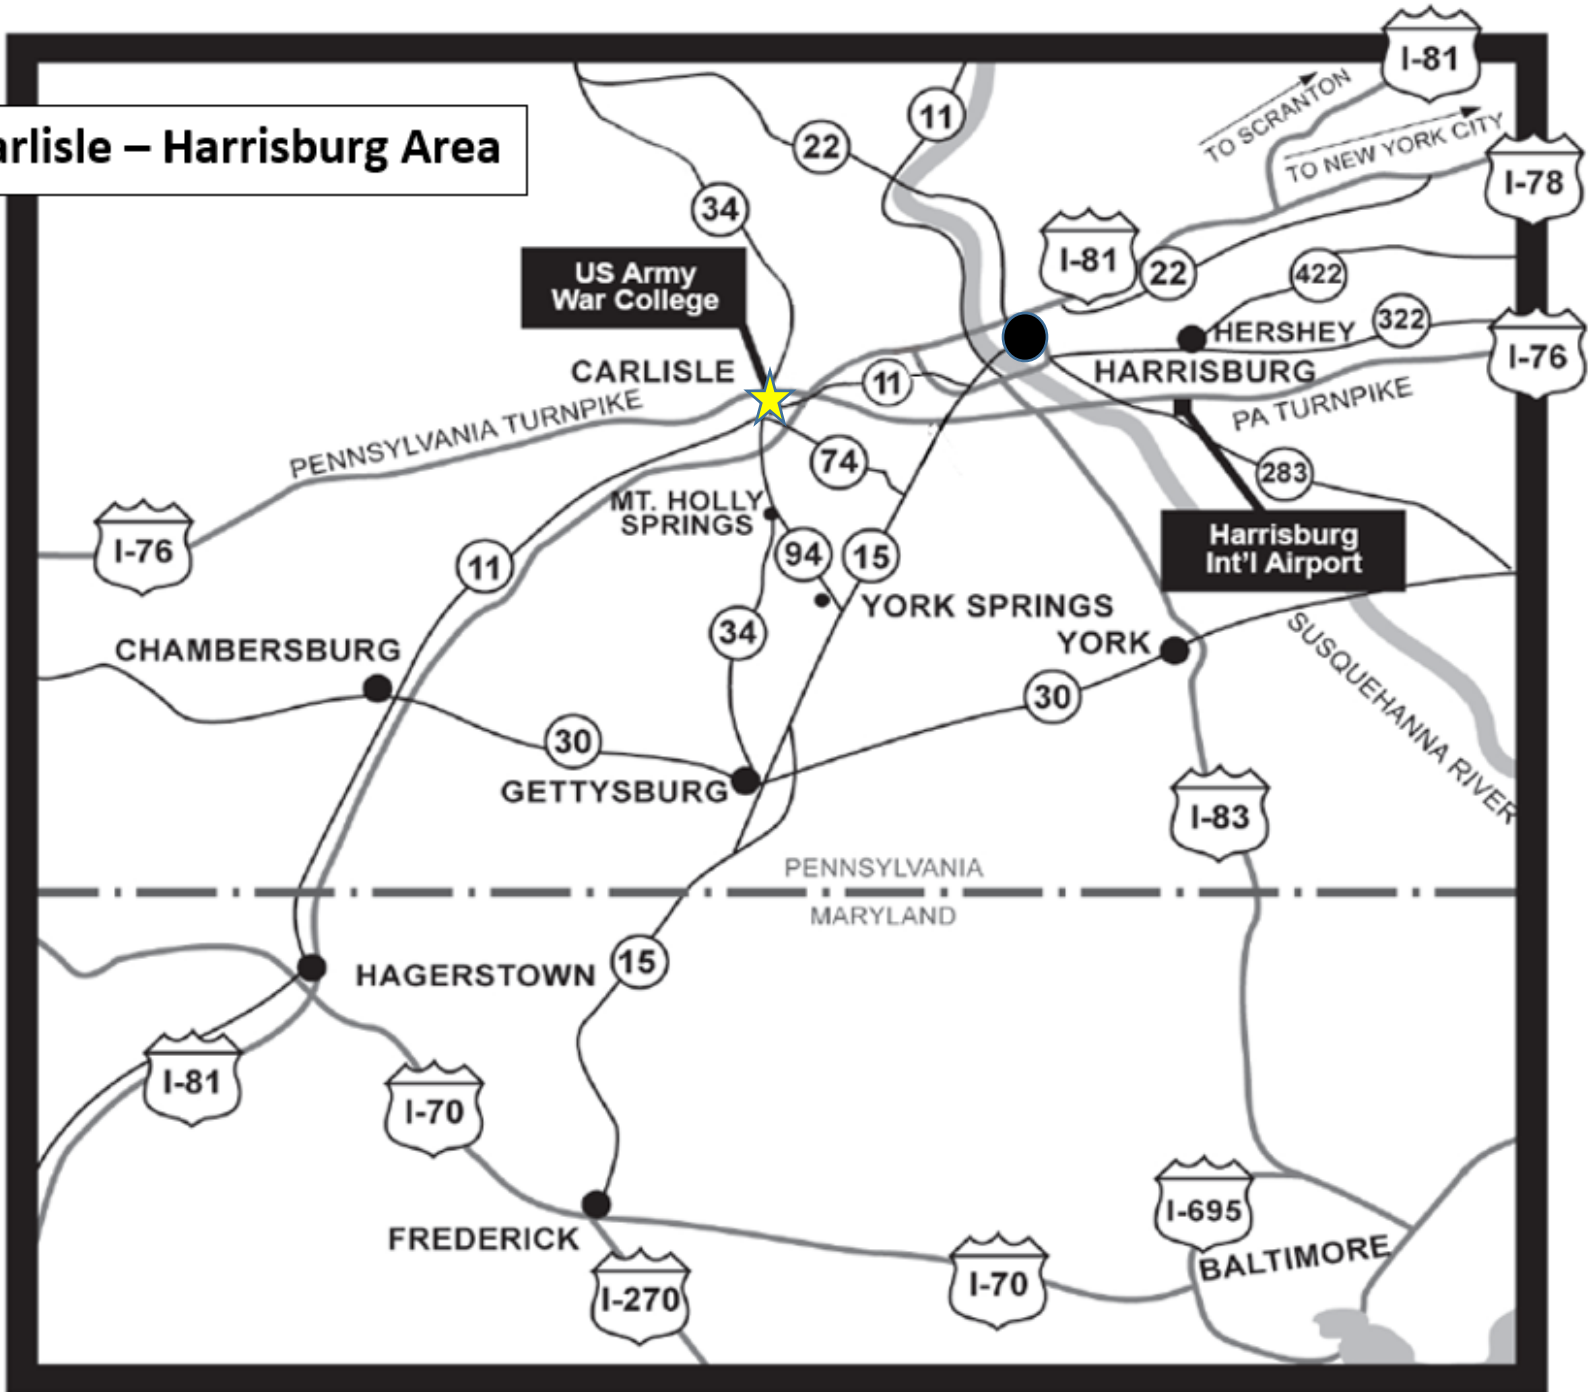 arlisle – Harrisburg Area
I-81
TO SCRANTON
TO NEW YORK CITY
I-78
11
22
34
US Army
War College
I-81
22
422
HERSHEY
322
HARRISBURG
I-76
CARLISLE
11
PENNSYLVANIA TURNPIKE
PA TURNPIKE
74
283
MT. HOLLY
SPRINGS
I-76
11
94
15
Harrisburg
Int'l Airport
YORK SPRINGS
34
YORK
SUSQUEHANNA RIVER
CHAMBERSBURG
30
30
GETTYSBURG
I-83
PENNSYLVANIA
MARYLAND
HAGERSTOWN
15
I-81
I-70
I-695
BALTIMORE
FREDERICK
I-270
I-70